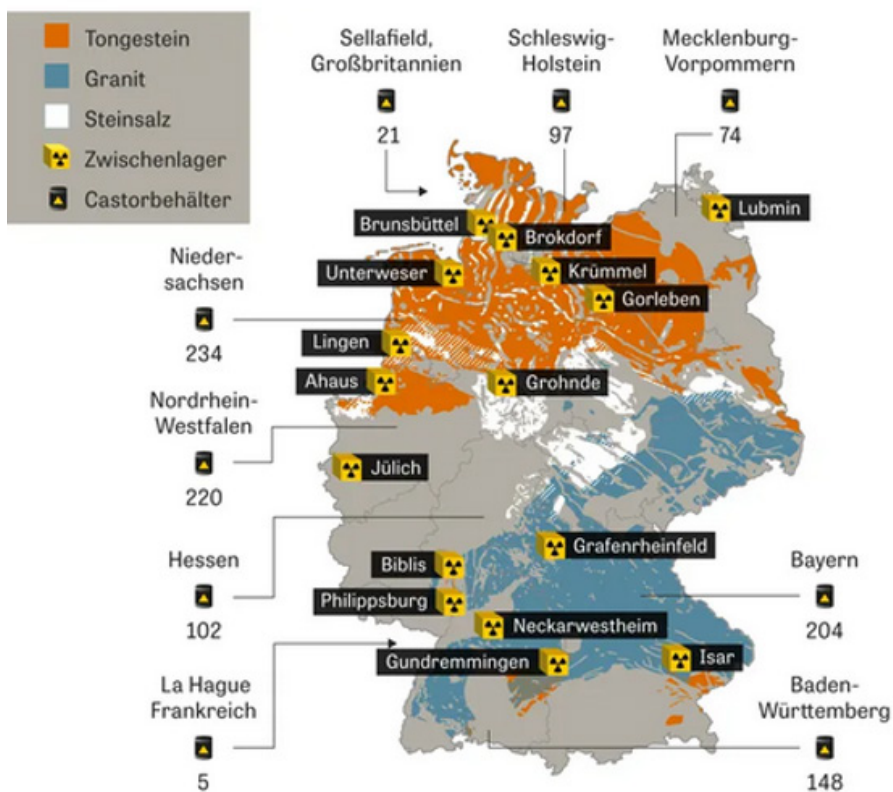 Tongestein
Granit
Steinsalz
Zwischenlager
Castorbehälter
Sellafield,
Großbritannien
21
Schleswig-
Holstein
97
Mecklenburg-
Vorpommern
74
Brunsbüttel
Brokdorf
Lubmin
Unterweser
Krümmel
Gorleben
Nieder-
sachsen
234
Lingen
Ahaus
Grohnde
Nordrhein-
Westfalen
220
Jülich
Hessen
102
Grafenrheinfeld
Biblis
Philippsburg
Neckarwestheim
Gundremmingen
Isar
Bayern
204
La Hague
Frankreich
5
Baden-
Württemberg
148